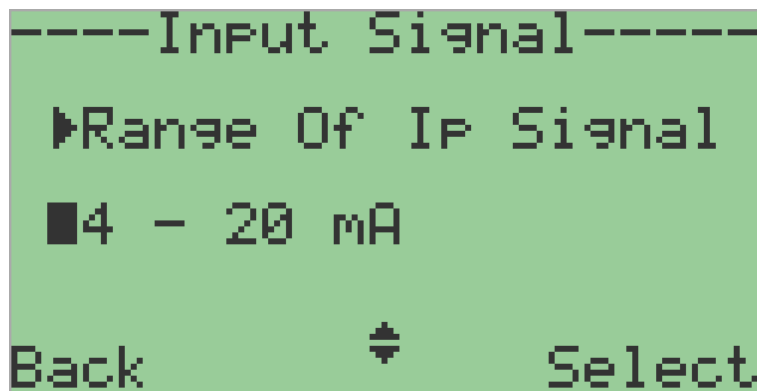 ----Input Signal-----
Range Of Ip Signal
4 - 20 mA
Back Select